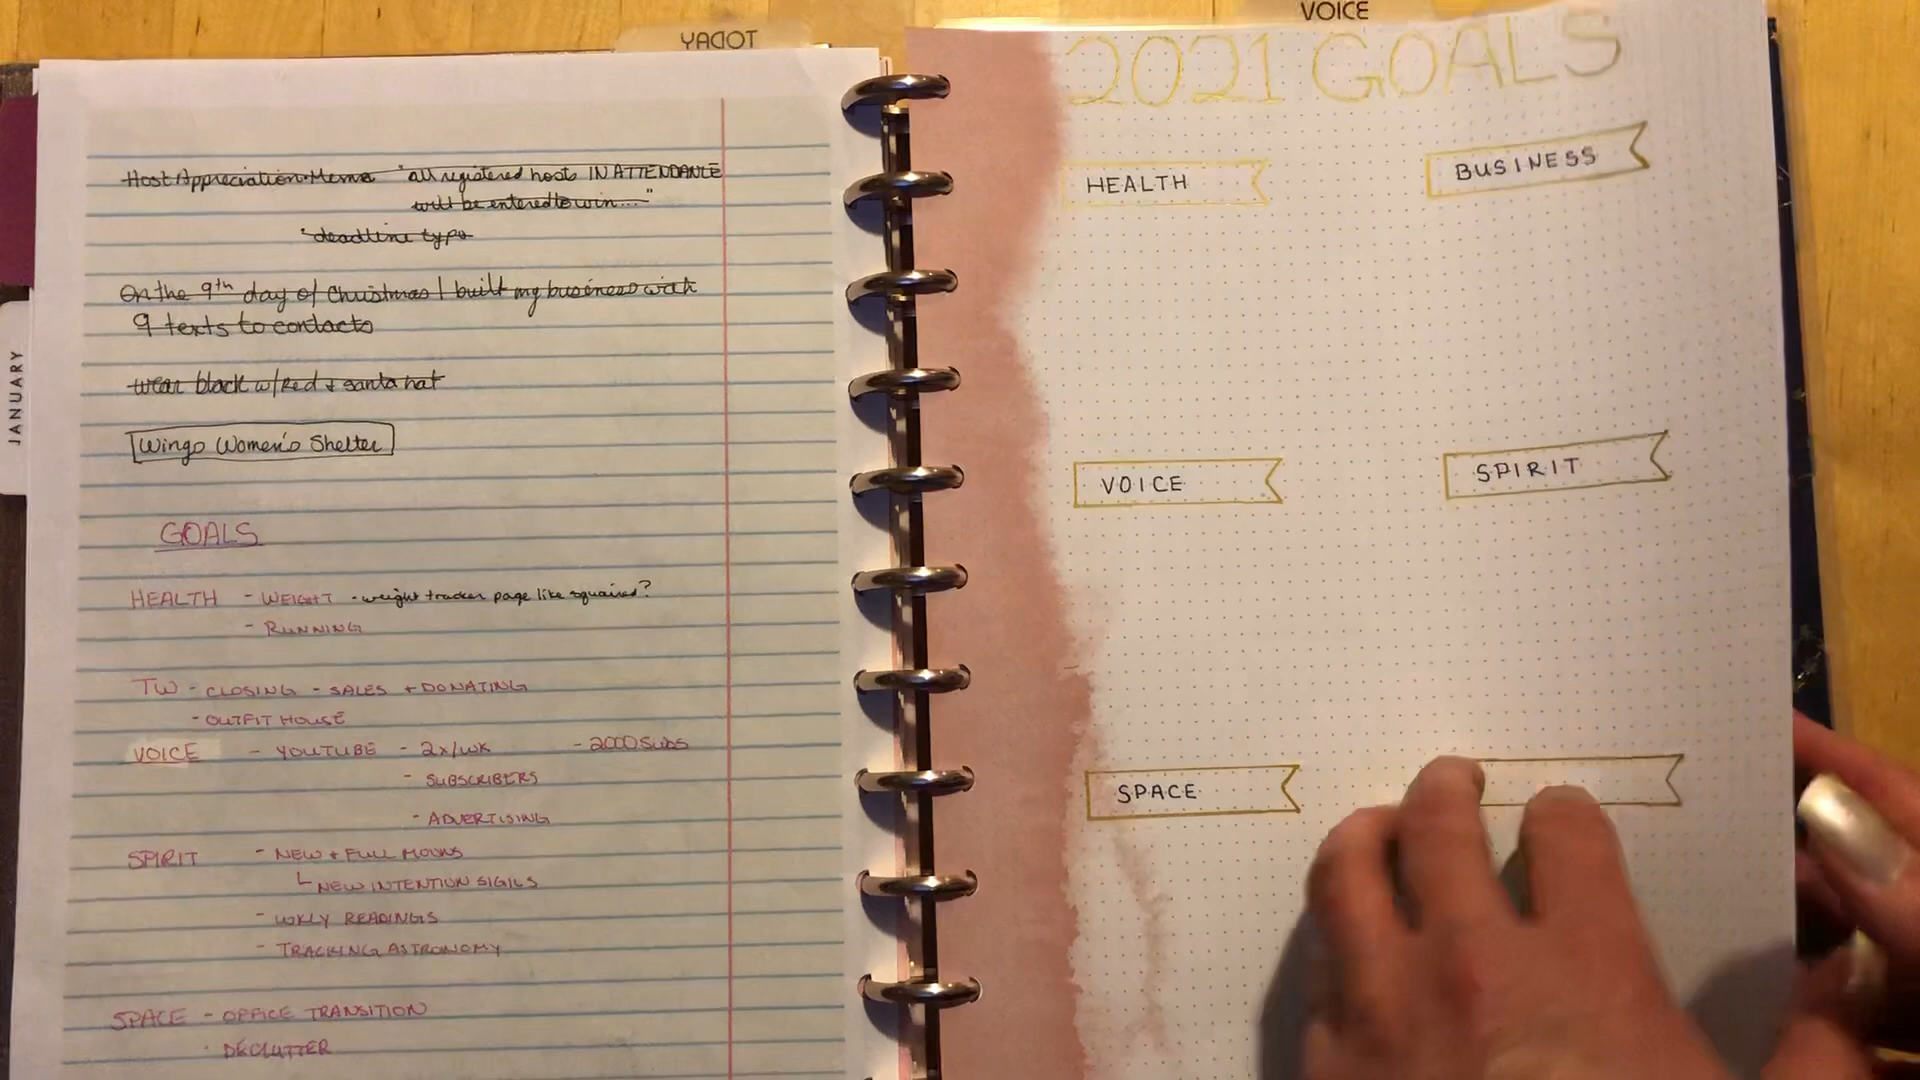 TODAY
JANUARY
Host Appreciation Memo "all registered hosts IN ATTENDANCE
will be entered to win..."
"deadline typo
On the 9th day of Christmas I built my business with
9 texts to contacts
wear black w/Red + santa hat
Wings Women's Shelter
GOALS
HEALTH - WEIGHT - weight tracker page like squares?
- RUNNING
TW - CLOSING - SALES + DONATING
- OUTFIT HOUSE
VOICE - YOUTUBE - 2x/WK - 2000 Subs
- SUBSCRIBERS
- ADVERTISING
SPIRIT - NEW + FULL MOONS
NEW INTENTION SIGILS
- WKLY READINGS
- TRACKING ASTRONOMY
SPACE - OFFICE TRANSITION
- DECLUTTER
VOICE
2021 GOALS
HEALTH
BUSINESS
VOICE
SPIRIT
SPACE